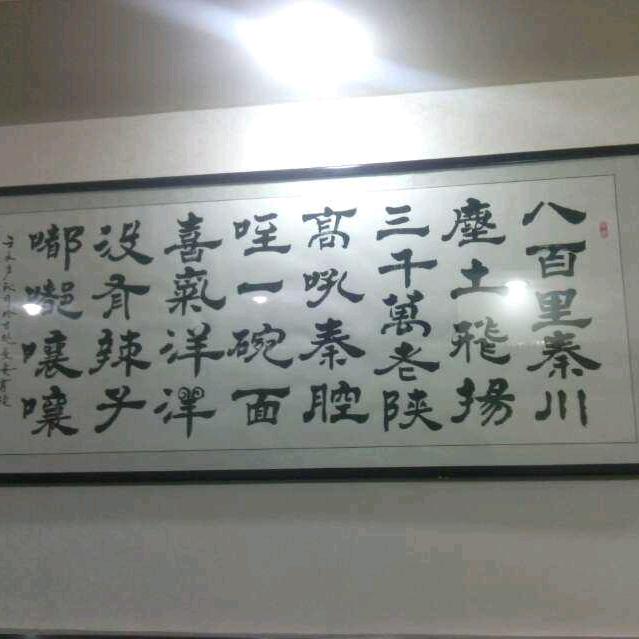 八百里秦川
塵土飛揚
三千萬老陝
高吼秦腔
咥一碗面
喜氣洋洋
没有辣子
嘟嘟嚷嚷